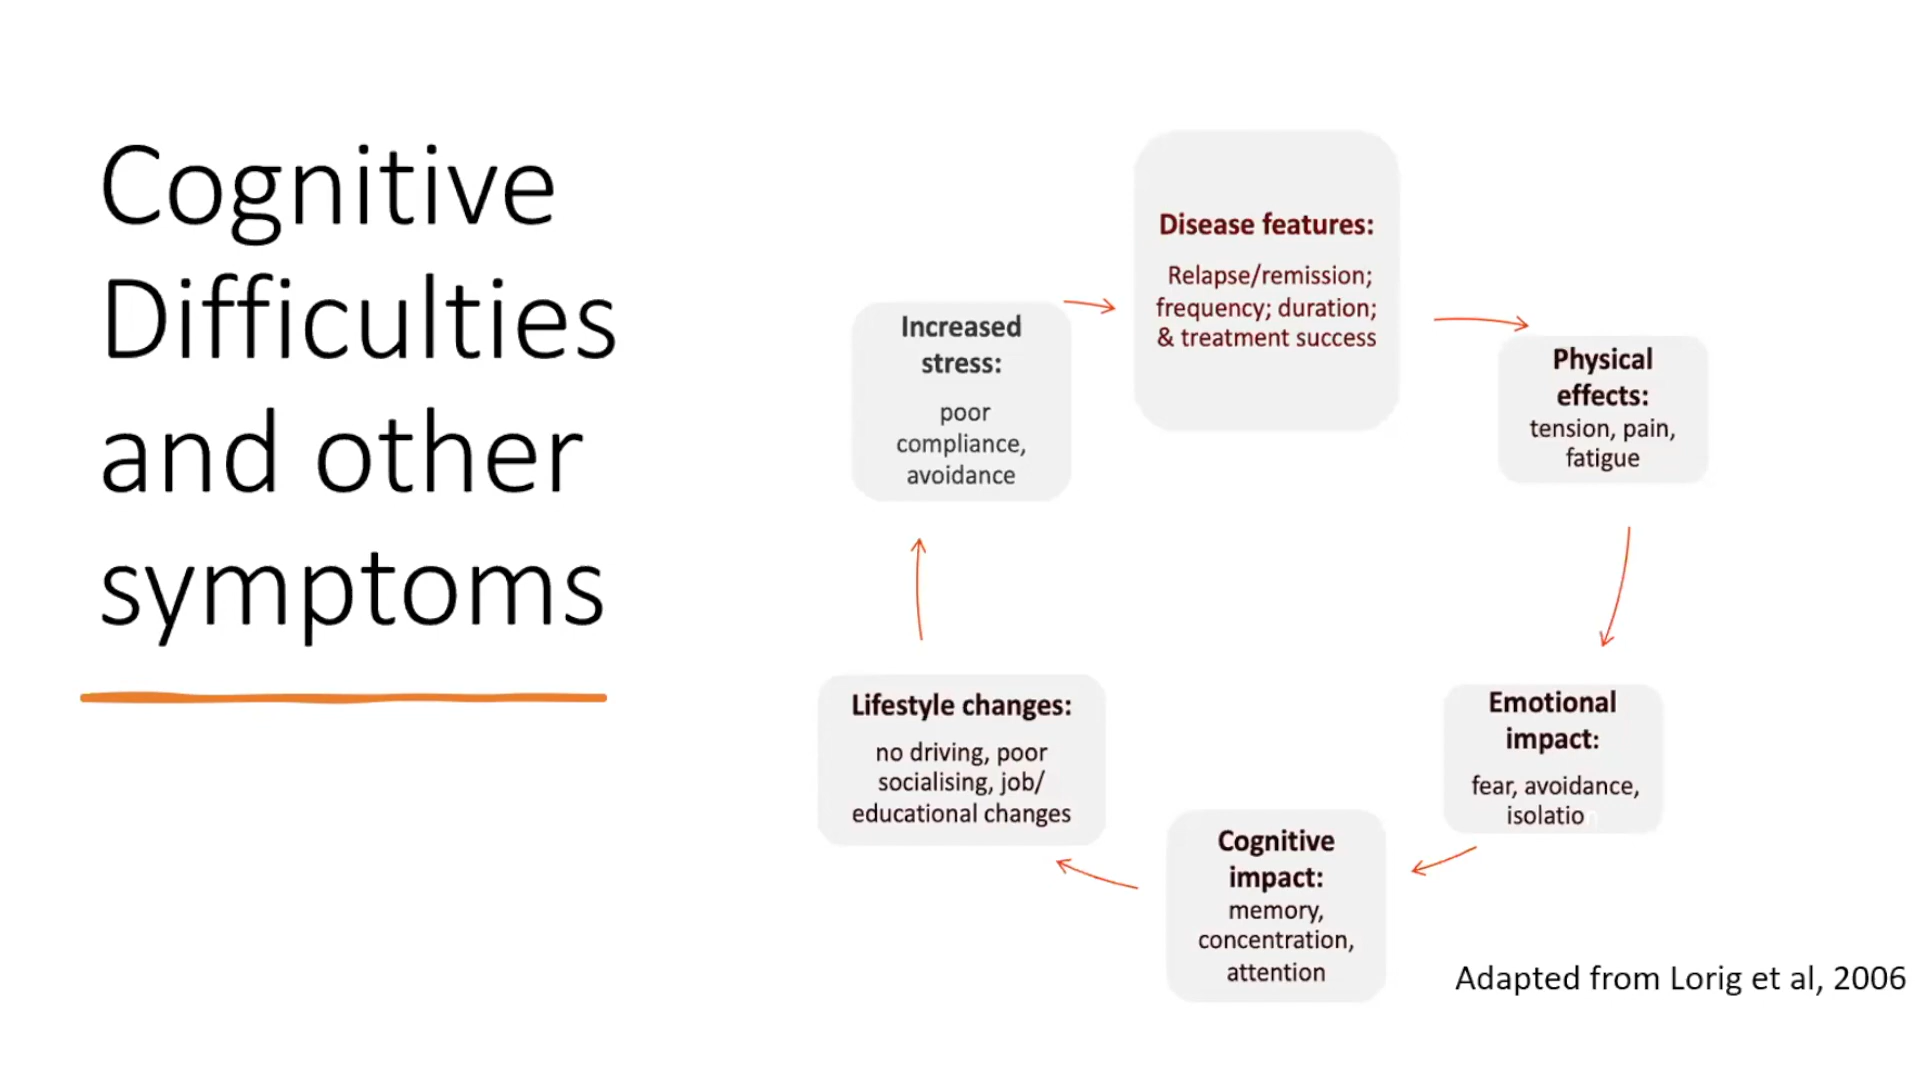 Cognitive
Difficulties
and other
symptoms
Disease features:
Relapse/remission;
frequency; duration;
& treatment success
Physical
effects:
tension, pain,
fatigue
Emotional
impact:
fear, avoidance,
isolation
Cognitive
impact:
memory,
concentration,
attention
Lifestyle changes:
no driving, poor
socialising, job/
educational changes
Increased
stress:
poor
compliance,
avoidance
Adapted from Lorig et al, 2006